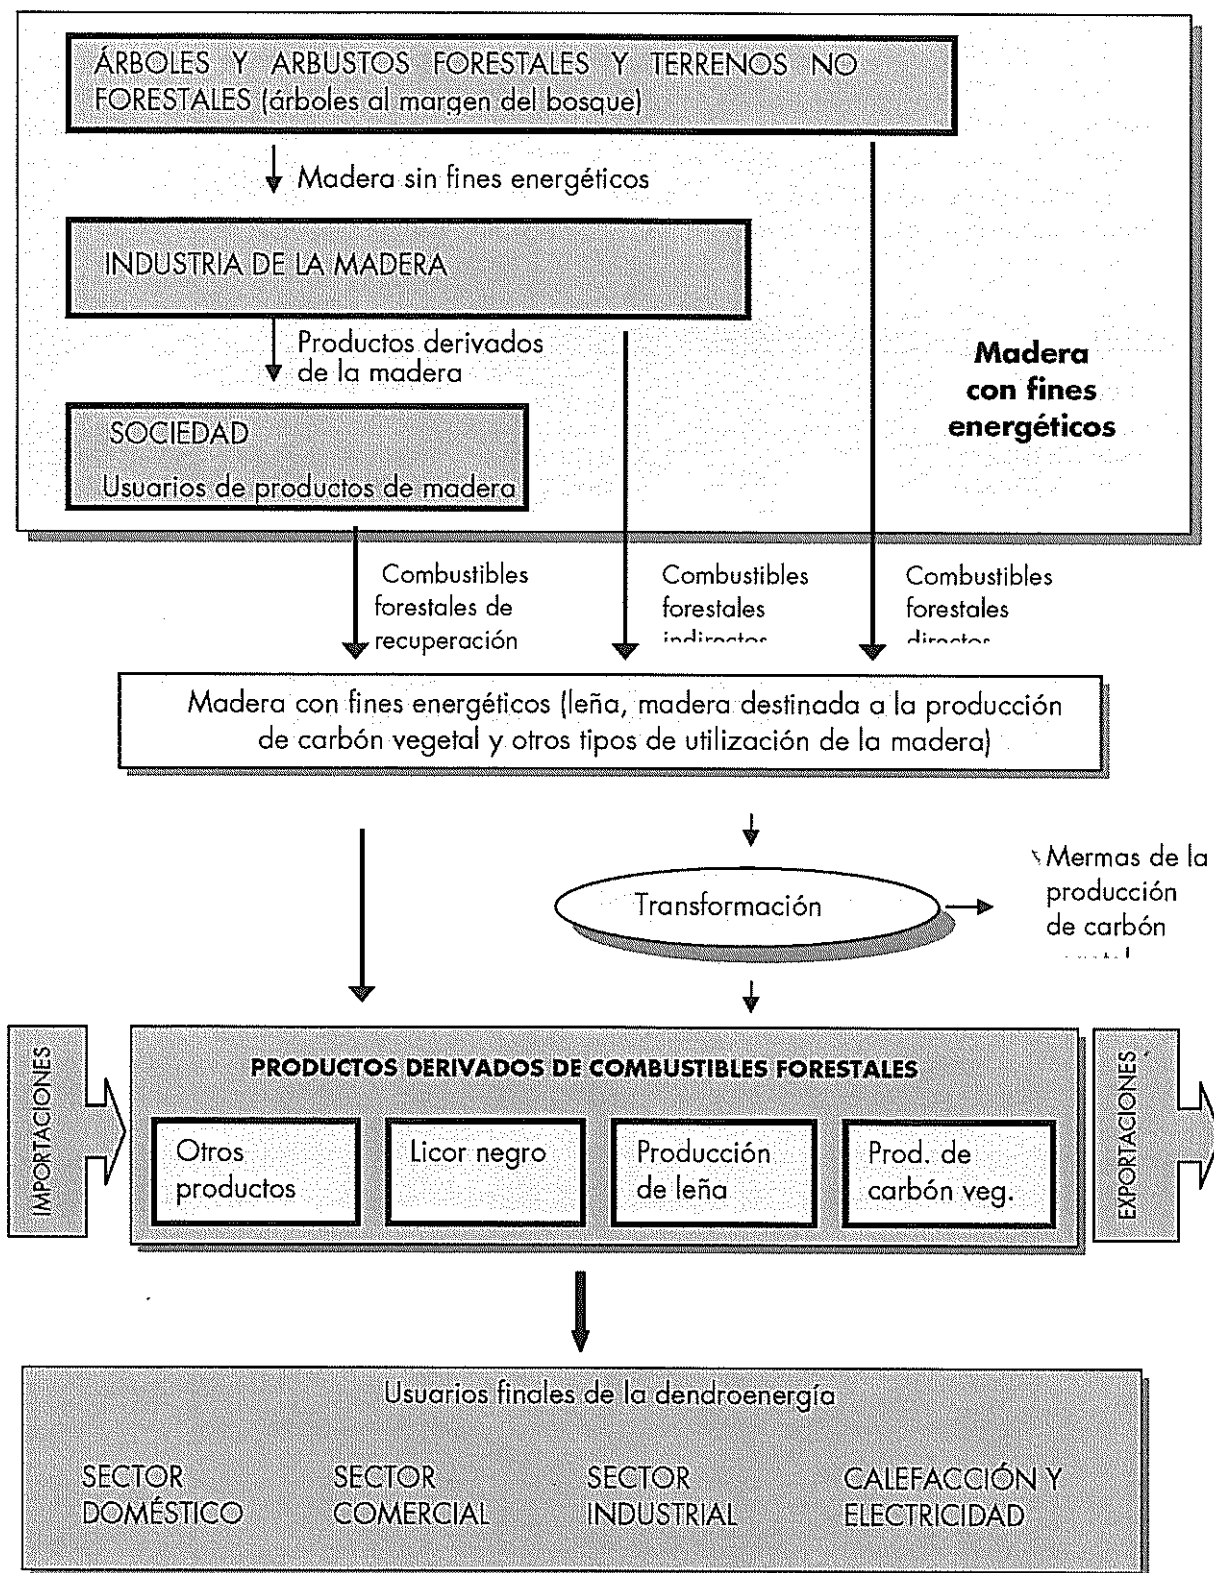 ÁRBOLES Y ARBUSTOS FORESTALES Y TERRENOS NO
FORESTALES (árboles al margen del bosque)
Madera sin fines energéticos
INDUSTRIA DE LA MADERA
Productos derivados
de la madera
Madera
con fines
energéticos
SOCIEDAD
Usuarios de productos de madera
Combustibles
forestales de
recuperación
Combustibles
forestales
indirectos
Combustibles
forestales
directos
Madera con fines energéticos (leña, madera destinada a la producción
de carbón vegetal y otros tipos de utilización de la madera)
Transformación
Mermas de la
producción
de carbón
IMPORTACIONES
PRODUCTOS DERIVADOS DE COMBUSTIBLES FORESTALES
Otros
productos
Licor negro
Producción
de leña
Prod. de
carbón veg.
EXPORTACIONES
Usuarios finales de la dendroenergía
SECTOR
DOMÉSTICO
SECTOR
COMERCIAL
SECTOR
INDUSTRIAL
CALEFACCIÓN Y
ELECTRICIDAD